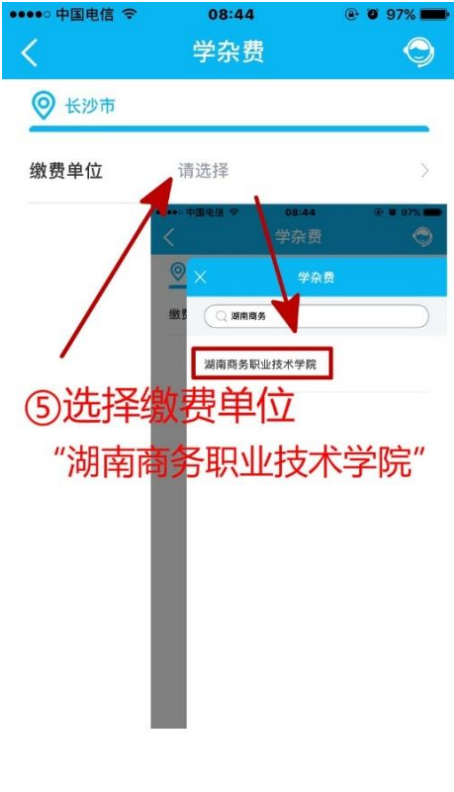 中国电信 08:44 97%
学杂费
长沙市
缴费单位 请选择
中国电信 08:44 97%
学杂费
学杂费
缴费
湖南商务
湖南商务职业技术学院
⑤选择缴费单位
“湖南商务职业技术学院”